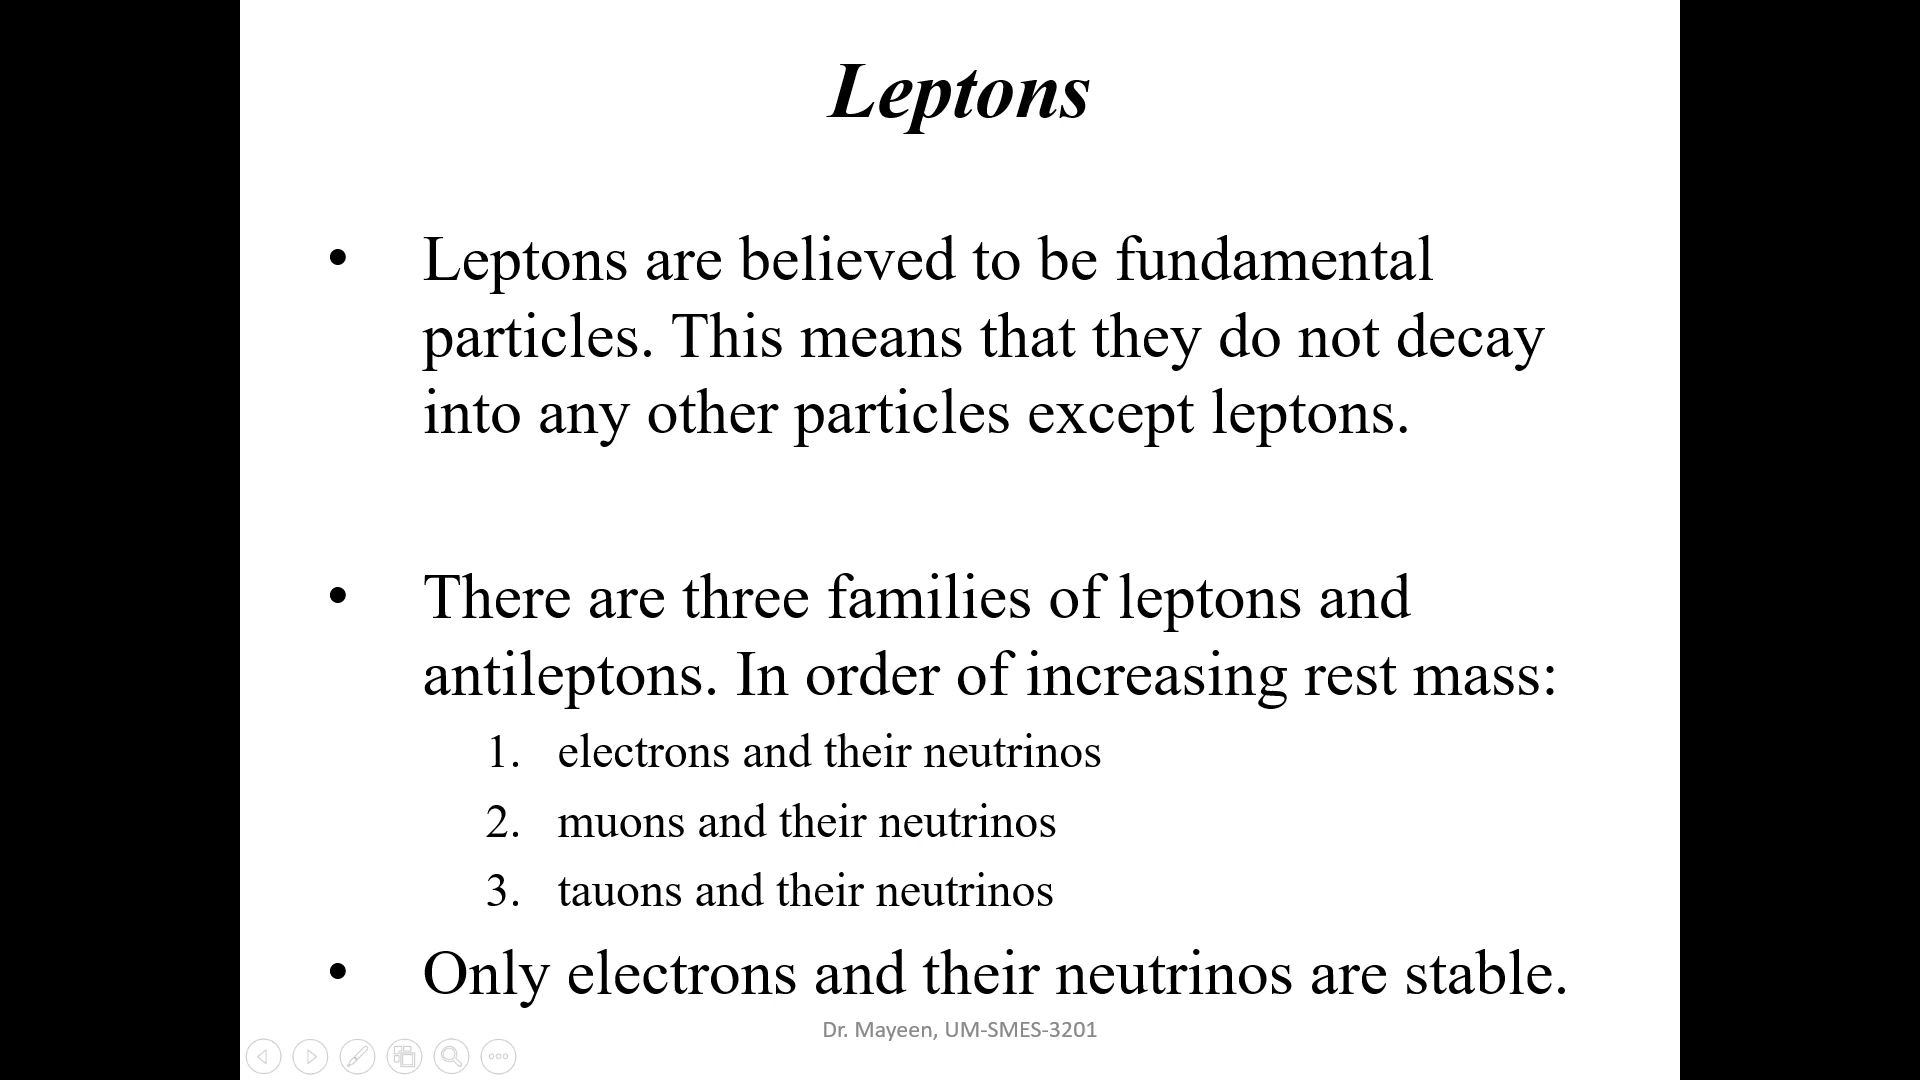 Leptons
• Leptons are believed to be fundamental
particles. This means that they do not decay
into any other particles except leptons.
• There are three families of leptons and
antileptons. In order of increasing rest mass:
1. electrons and their neutrinos
2. muons and their neutrinos
3. tauons and their neutrinos
• Only electrons and their neutrinos are stable.
Dr. Mayeen, UM-SMES-3201